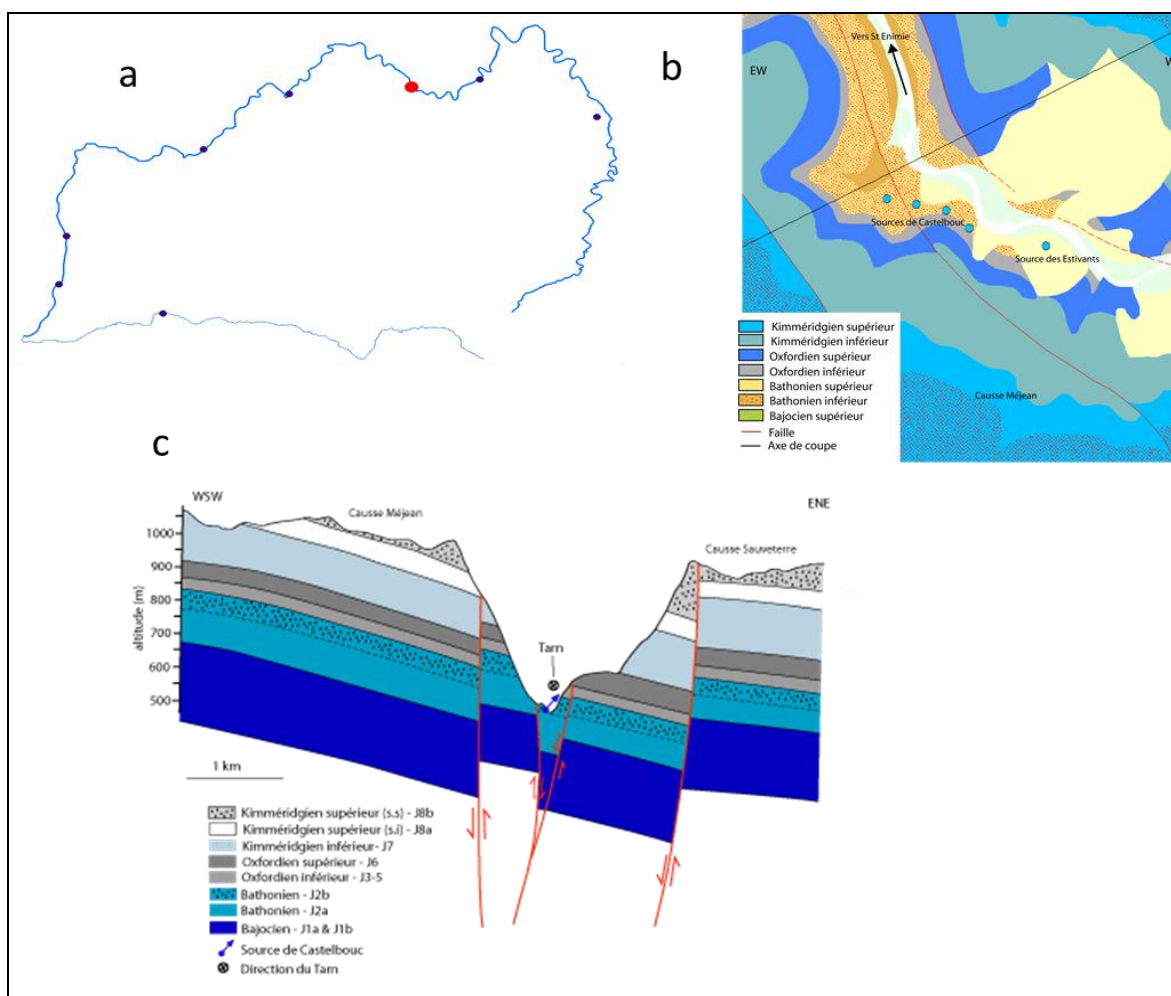 a
b
Vers St Enimie
EW
W
Sources de Castelbouc
Source des Estivants
Causse Méjean
Kimméridgien supérieur
Kimméridgien inférieur
Oxfordien supérieur
Oxfordien inférieur
Bathonien supérieur
Bathonien inférieur
Bajocien supérieur
Faille
Axe de coupe
c
WSW
ENE
Causse Méjean
Causse Sauveterre
altitude (m)
1000
900
800
700
600
500
Tarn
1 km
Kimméridgien supérieur (s.s) - J8b
Kimméridgien supérieur (s.i) - J8a
Kimméridgien inférieur- J7
Oxfordien supérieur - J6
Oxfordien inférieur - J3-5
Bathonien - J2b
Bathonien - J2a
Bajocien - J1a & J1b
Source de Castelbouc
Direction du Tarn